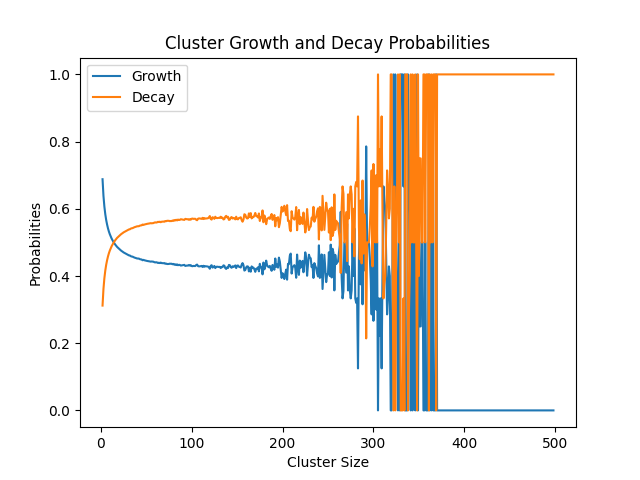 Cluster Growth and Decay Probabilities
Growth
Decay
Probabilities
1.0
0.8
0.6
0.4
0.2
0.0
0
100
200
300
400
500
Cluster Size